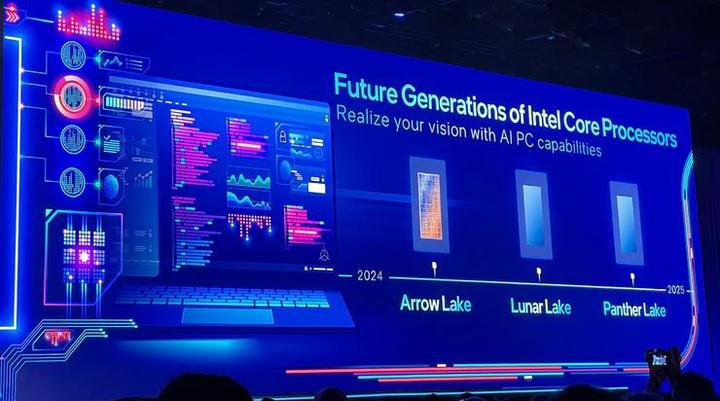 Future Generations of Intel Core Processors
Realize your vision with AI PC capabilities
2024
2025
Arrow Lake
Lunar Lake
Panther Lake